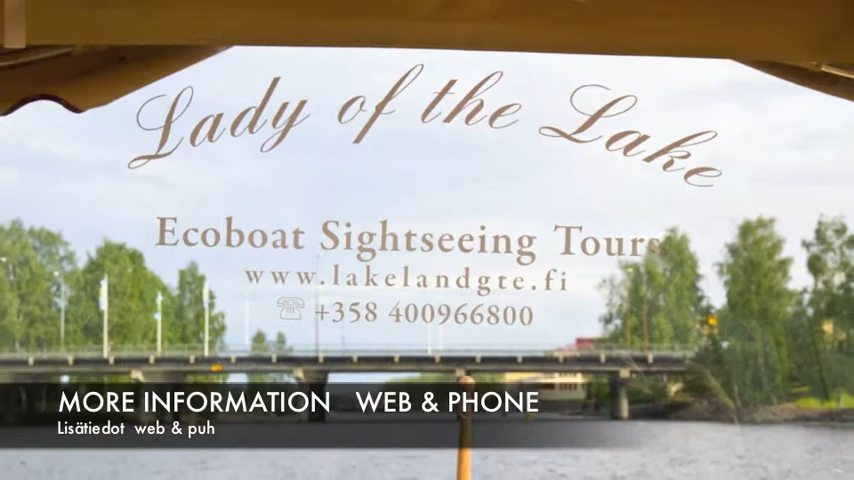 Lady of the Lake
Ecoboat Sightseeing Tours
www.lakelandgte.fi
☏ +358 400966800
MORE INFORMATION WEB & PHONE
Lisätiedot web & puh